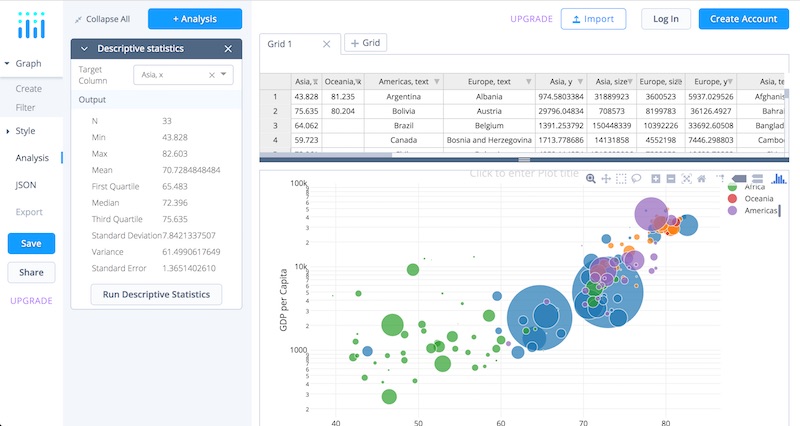 Collapse All
+ Analysis
UPGRADE
Import
Log In
Create Account
Graph
Create
Filter
Style
Analysis
JSON
Export
Save
Share
UPGRADE
Descriptive statistics
Target Column
Asia, x
Output
N 33
Min 43.828
Max 82.603
Mean 70.7284848484
First Quartile 65.483
Median 72.396
Third Quartile 75.635
Standard Deviation 7.8421337507
Variance 61.4990617649
Standard Error 1.3651402610
Run Descriptive Statistics
Grid 1
+ Grid
Asia, Oceania, Americas, text Europe, text Asia, y Asia, size Europe, size Europe, y Asia, te
1 43.828 81.235 Argentina Albania 974.5803384 31889923 3600523 5937.029526 Afghani
2 75.635 80.204 Bolivia Austria 29796.04834 708573 8199783 36126.4927 Bahrain
3 64.062 Brazil Belgium 1391.253792 150448339 10392226 33692.60508 Banglad
4 59.723 Canada Bosnia and Herzegovina 1713.778686 14131858 4552198 7446.298803 Cambo
Click to enter Plot title
Africa
Oceania
Americas
GDP per Capita
100k
5
4
3
2
10k
5
4
3
2
1000
5
4
3
2
40 50 60 70 80